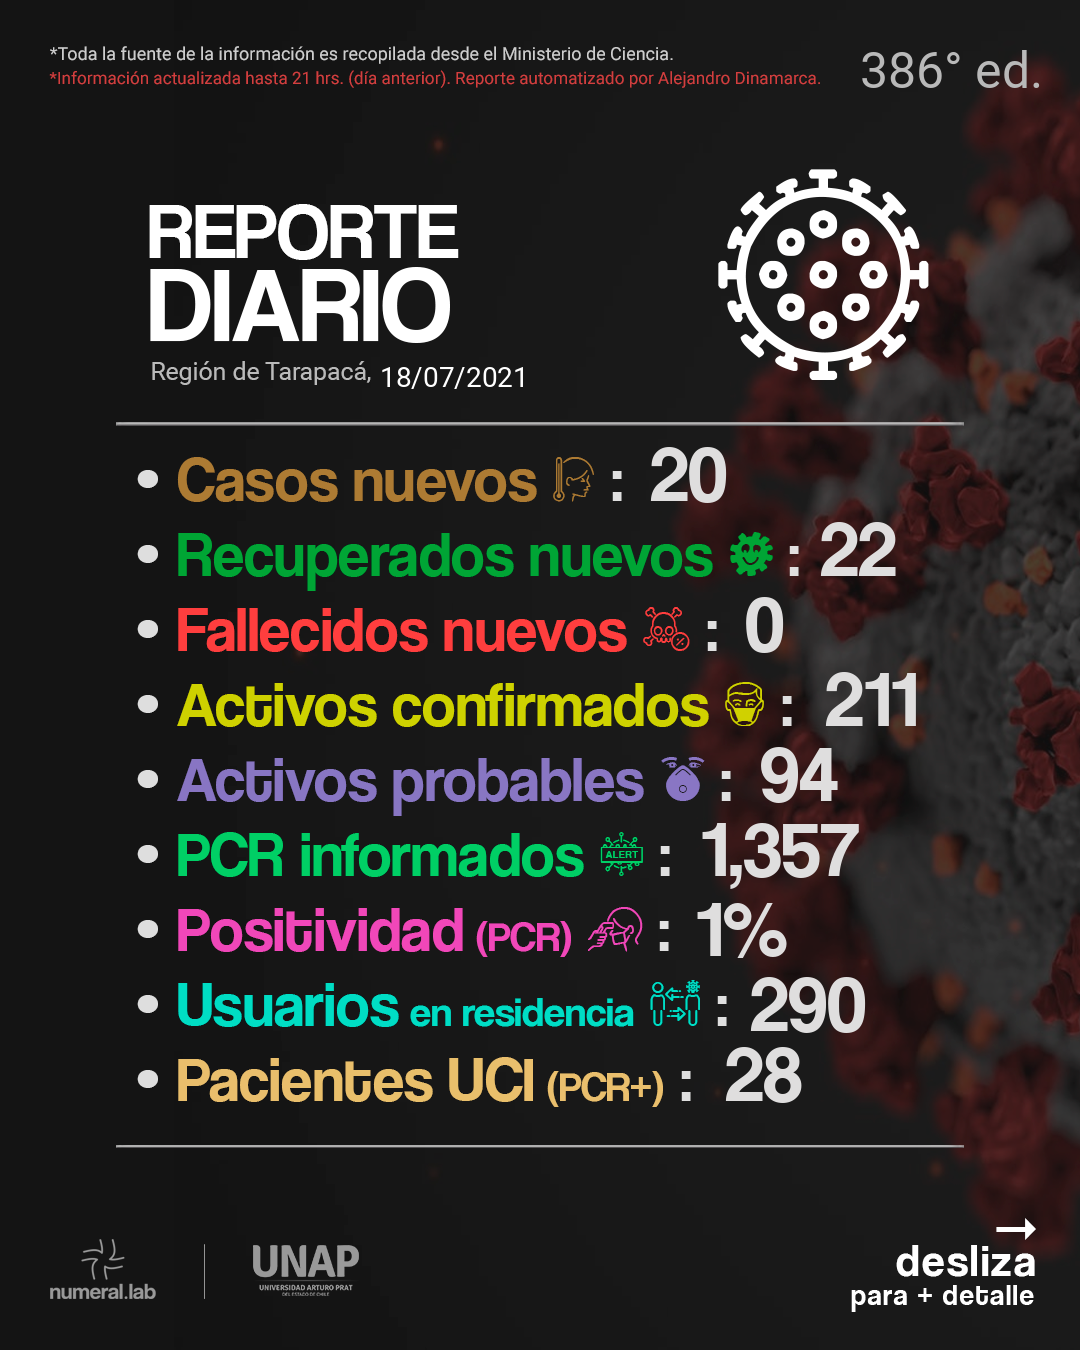 *Toda la fuente de la información es recopilada desde el Ministerio de Ciencia.
*Información actualizada hasta 21 hrs. (día anterior). Reporte automatizado por Alejandro Dinamarca.
386° ed.
REPORTE
DIARIO
Región de Tarapacá, 18/07/2021
• Casos nuevos : 20
• Recuperados nuevos : 22
• Fallecidos nuevos : 0
• Activos confirmados : 211
• Activos probables : 94
• PCR informados ALERT : 1,357
• Positividad (PCR) : 1%
• Usuarios en residencia : 290
• Pacientes UCI (PCR+) : 28
numeral.lab
UNAP
UNIVERSIDAD ARTURO PRAT
DEL ESTADO DE CHILE
desliza
para + detalle